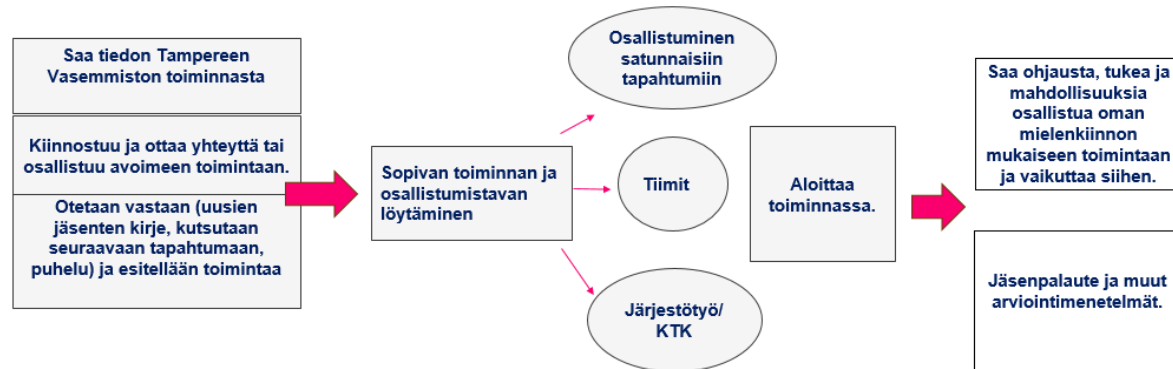 Saa tiedon Tampereen
Vasemmiston toiminnasta
Kiinnostuu ja ottaa yhteyttä tai
osallistuu avoimeen toimintaan.
Otetaan vastaan (uusien
jäsenten kirje, kutsutaan
seuraavaan tapahtumaan,
puhelu) ja esitellään toimintaa
Sopivan toiminnan ja
osallistumistavan
löytäminen
Osallistuminen
satunnaisiin
tapahtumiin
Tiimit
Järjestötyö/
KTK
Aloittaa
toiminnassa.
Saa ohjausta, tukea ja
mahdollisuuksia
osallistua oman
mielenkiinnon
mukaiseen toimintaan
ja vaikuttaa siihen.
Jäsenpalaute ja muut
arviointimenetelmät.